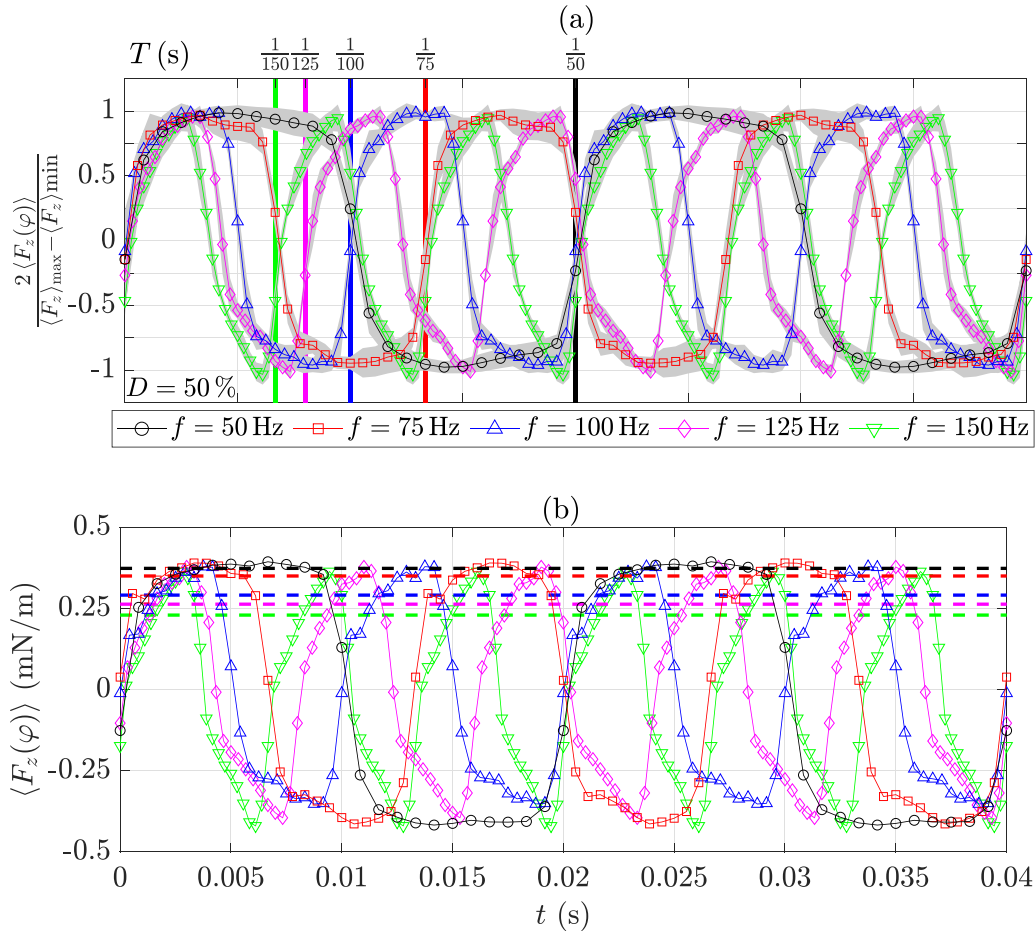 (a)
T (s)
1/150 1/125 1/100 1/75 1/50
1
0.5
0
-0.5
-1
2 ⟨F_z(φ)⟩ / ⟨F_z⟩max − ⟨F_z⟩min
D = 50 %
f = 50 Hz f = 75 Hz f = 100 Hz f = 125 Hz f = 150 Hz
(b)
0.5
0.25
0
-0.25
-0.5
⟨F_z(φ)⟩ (mN/m)
0 0.005 0.01 0.015 0.02 0.025 0.03 0.035 0.04
t (s)